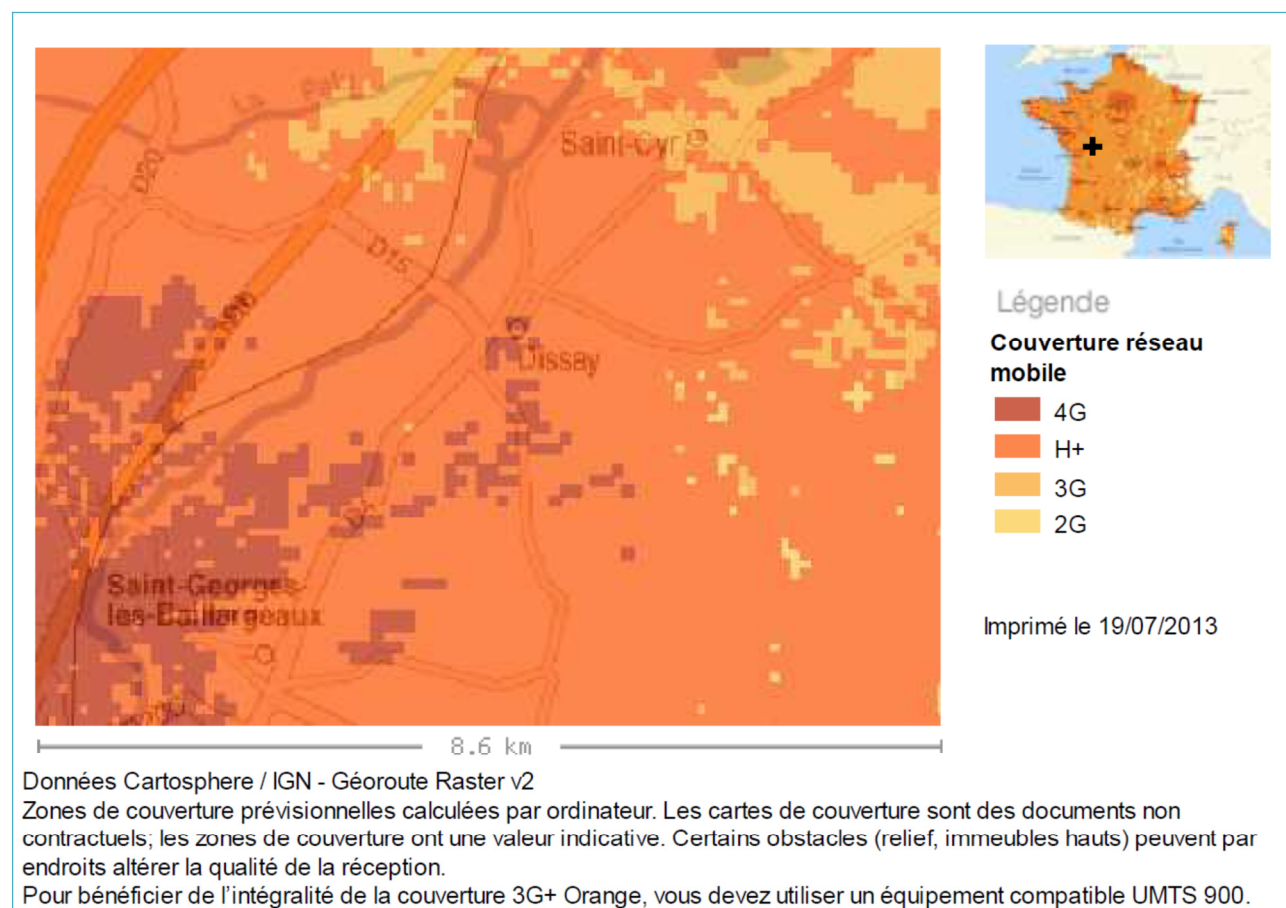 Saint-Cyr
D20
D15
Dissay
Saint-Georges-
les-Baillargeaux
8.6 km
Légende
Couverture réseau
mobile
4G
H+
3G
2G
Imprimé le 19/07/2013
Données Cartosphere / IGN - Géoroute Raster v2
Zones de couverture prévisionnelles calculées par ordinateur. Les cartes de couverture sont des documents non
contractuels; les zones de couverture ont une valeur indicative. Certains obstacles (relief, immeubles hauts) peuvent par
endroits altérer la qualité de la réception.
Pour bénéficier de l'intégralité de la couverture 3G+ Orange, vous devez utiliser un équipement compatible UMTS 900.